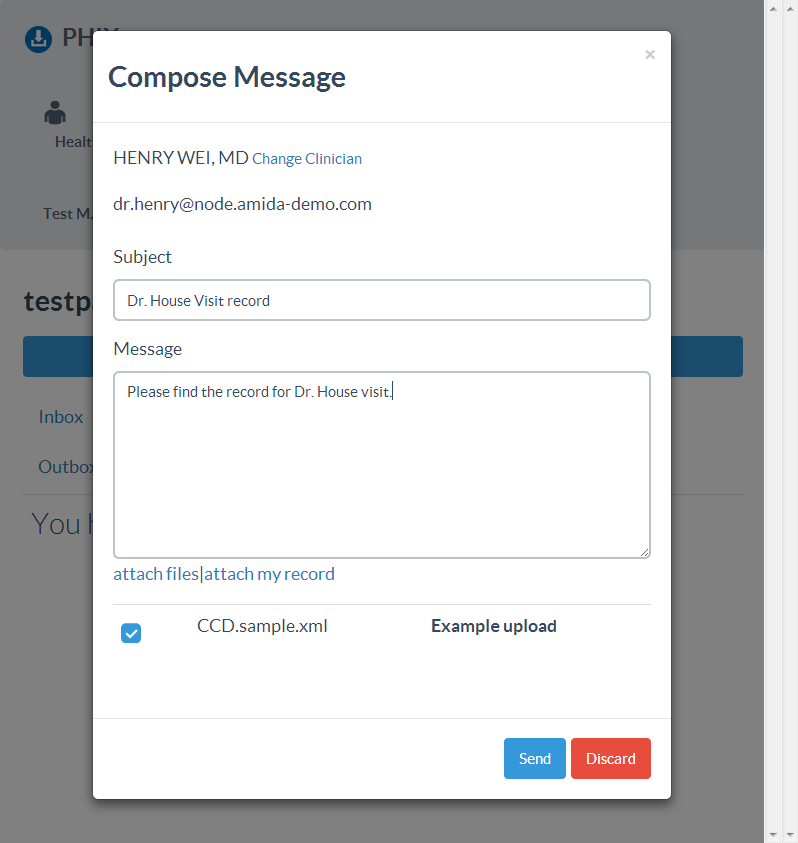 PHIX
×
Compose Message
Healt
HENRY WEI, MD Change Clinician
Test M.
dr.henry@node.amida-demo.com
Subject
testp
Dr. House Visit record
Message
Please find the record for Dr. House visit.
Inbox
Outbox
You h
attach files|attach my record
CCD.sample.xml Example upload
Send Discard